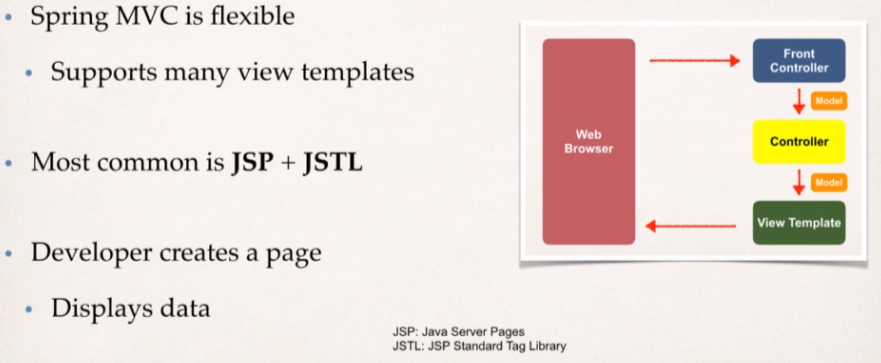 Spring MVC is flexible
Supports many view templates
Most common is JSP + JSTL
Developer creates a page
Displays data
Web
Browser
Front
Controller
Model
Controller
Model
View Template
JSP: Java Server Pages
JSTL: JSP Standard Tag Library